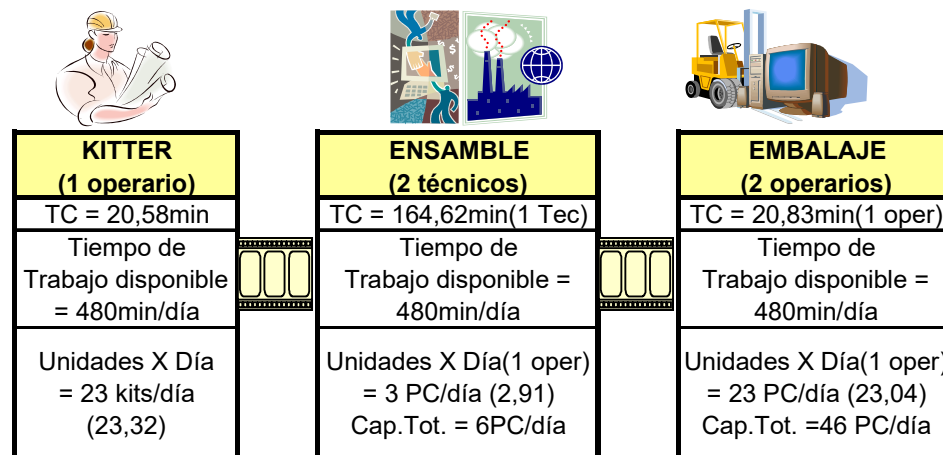 KITTER
(1 operario)
TC = 20,58min
Tiempo de
Trabajo disponible
= 480min/día
Unidades X Día
= 23 kits/día
(23,32)
ENSAMBLE
(2 técnicos)
TC = 164,62min(1 Tec)
Tiempo de
Trabajo disponible =
480min/día
Unidades X Día(1 oper)
= 3 PC/día (2,91)
Cap.Tot. = 6PC/día
EMBALAJE
(2 operarios)
TC = 20,83min(1 oper)
Tiempo de
Trabajo disponible =
480min/día
Unidades X Día(1 oper)
= 23 PC/día (23,04)
Cap.Tot. =46 PC/día